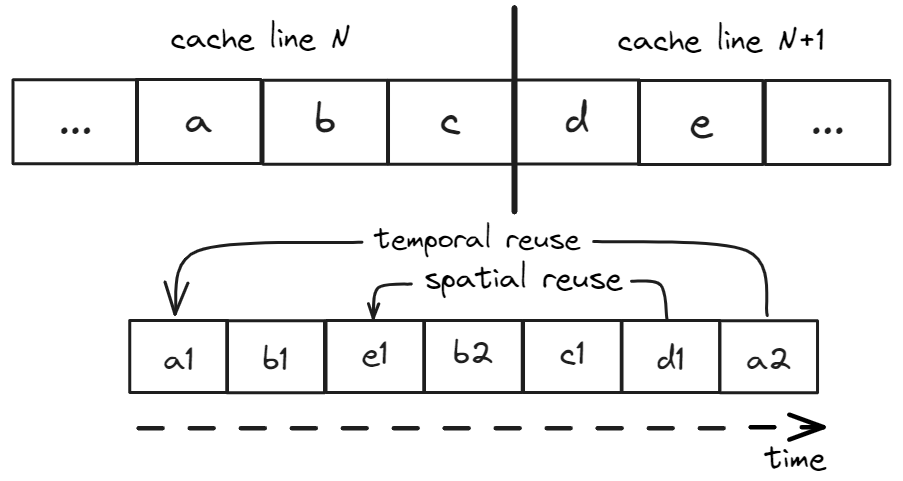 cache line N cache line N+1
... a b c d e ...
temporal reuse
spatial reuse
a1 b1 e1 b2 c1 d1 a2
time